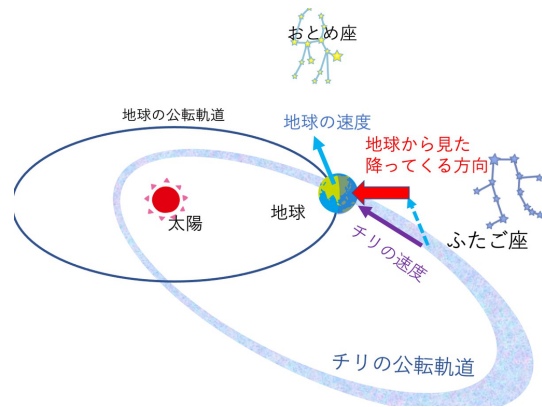 おとめ座
地球の公転軌道
地球の速度
地球から見た
降ってくる方向
太陽
地球
チリの速度
ふたご座
チリの公転軌道